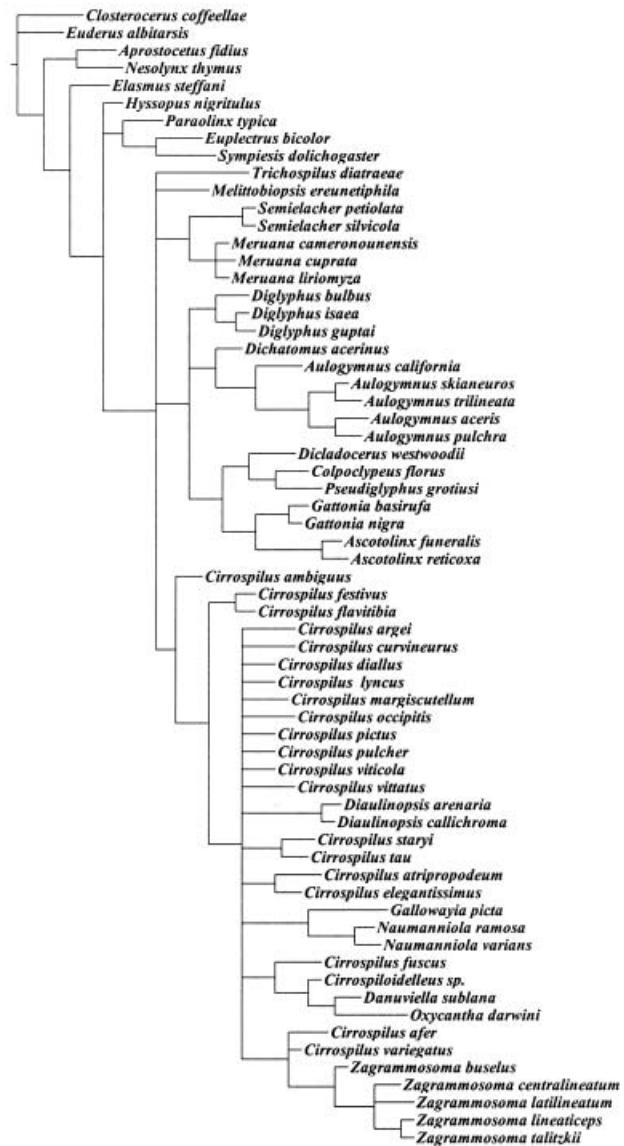 Closterocerus coffeellae
Euderus albitarsis
Aprostocetus fidius
Nesolynx thymus
Elasmus steffani
Hyssopus nigritulus
Paraolinx typica
Euplectrus bicolor
Sympiesis dolichogaster
Trichospilus diatraeae
Melittobiopsis ereunetiphila
Semielacher petiolata
Semielacher silvicola
Meruana cameronounensis
Meruana cuprata
Meruana liriomyza
Diglyphus bulbus
Diglyphus isaea
Diglyphus guptai
Dichatomus acerinus
Aulogymnus california
Aulogymnus skianeuros
Aulogymnus trilineata
Aulogymnus aceris
Aulogymnus pulchra
Dicladocerus westwoodii
Colpoclypeus florus
Pseudiglyphus grotiusi
Gattonia basirufa
Gattonia nigra
Ascotolinx funeralis
Ascotolinx reticoxa
Cirrospilus ambiguus
Cirrospilus festivus
Cirrospilus flavitibia
Cirrospilus argei
Cirrospilus curvineurus
Cirrospilus diallus
Cirrospilus lyncus
Cirrospilus margiscutellum
Cirrospilus occipitis
Cirrospilus pictus
Cirrospilus pulcher
Cirrospilus viticola
Cirrospilus vittatus
Diaulinopsis arenaria
Diaulinopsis callichroma
Cirrospilus staryi
Cirrospilus tau
Cirrospilus atripropodeum
Cirrospilus elegantissimus
Gallowayia picta
Naumanniola ramosa
Naumanniola varians
Cirrospilus fuscus
Cirrospiloidelleus sp.
Danuviella sublana
Oxycantha darwini
Cirrospilus afer
Cirrospilus variegatus
Zagrammosoma buselus
Zagrammosoma centralineatum
Zagrammosoma latilineatum
Zagrammosoma lineaticeps
Zagrammosoma talitzkii